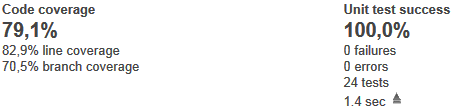 Code coverage
79,1%
82,9% line coverage
70,5% branch coverage
Unit test success
100,0%
0 failures
0 errors
24 tests
1.4 sec